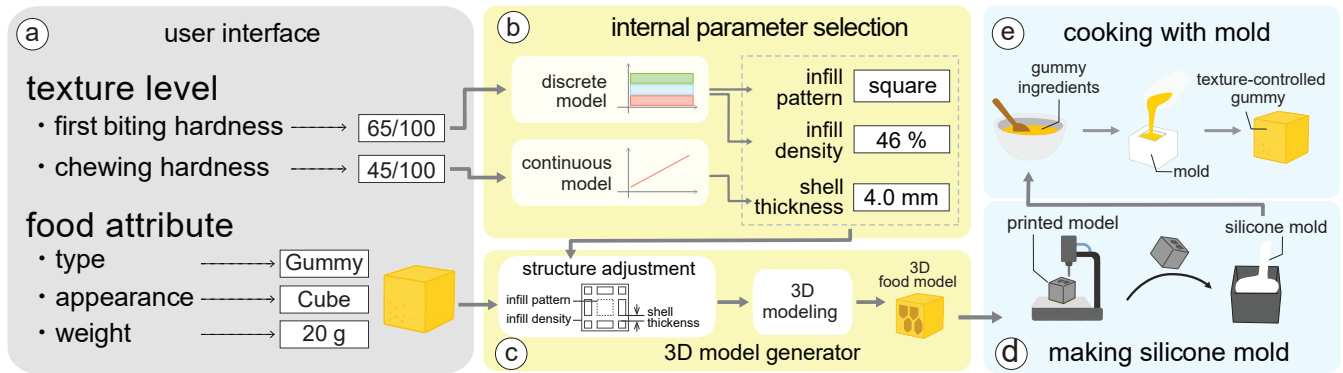 a
user interface
texture level
・first biting hardness
65/100
・chewing hardness
45/100
food attribute
・type
Gummy
・appearance
Cube
・weight
20 g
b
internal parameter selection
discrete
model
continuous
model
infill
pattern
square
infill
density
46 %
shell
thickness
4.0 mm
structure adjustment
infill pattern
infill density
shell
thickenss
3D
modeling
3D
food model
c
3D model generator
e
cooking with mold
gummy
ingredients
mold
texture-controlled
gummy
printed model
silicone mold
d
making silicone mold